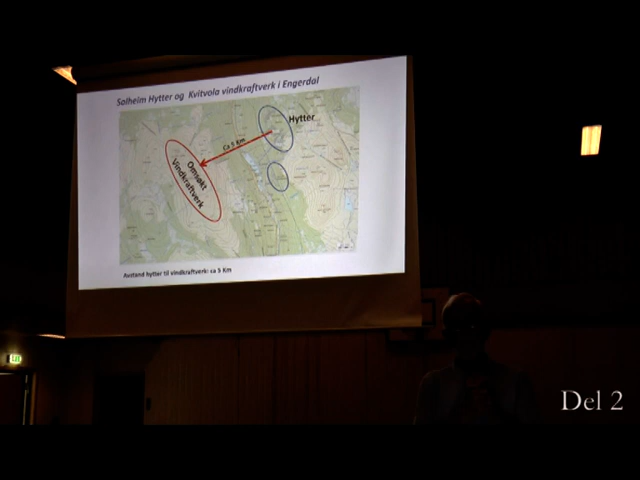 Solheim Hytter og Kvitvola vindkraftverk i Engerdal
Hytter
Ca 5 Km
Omsøkt
Vindkraftverk
Avstand hytter til vindkraftverk: ca 5 Km
Del 2